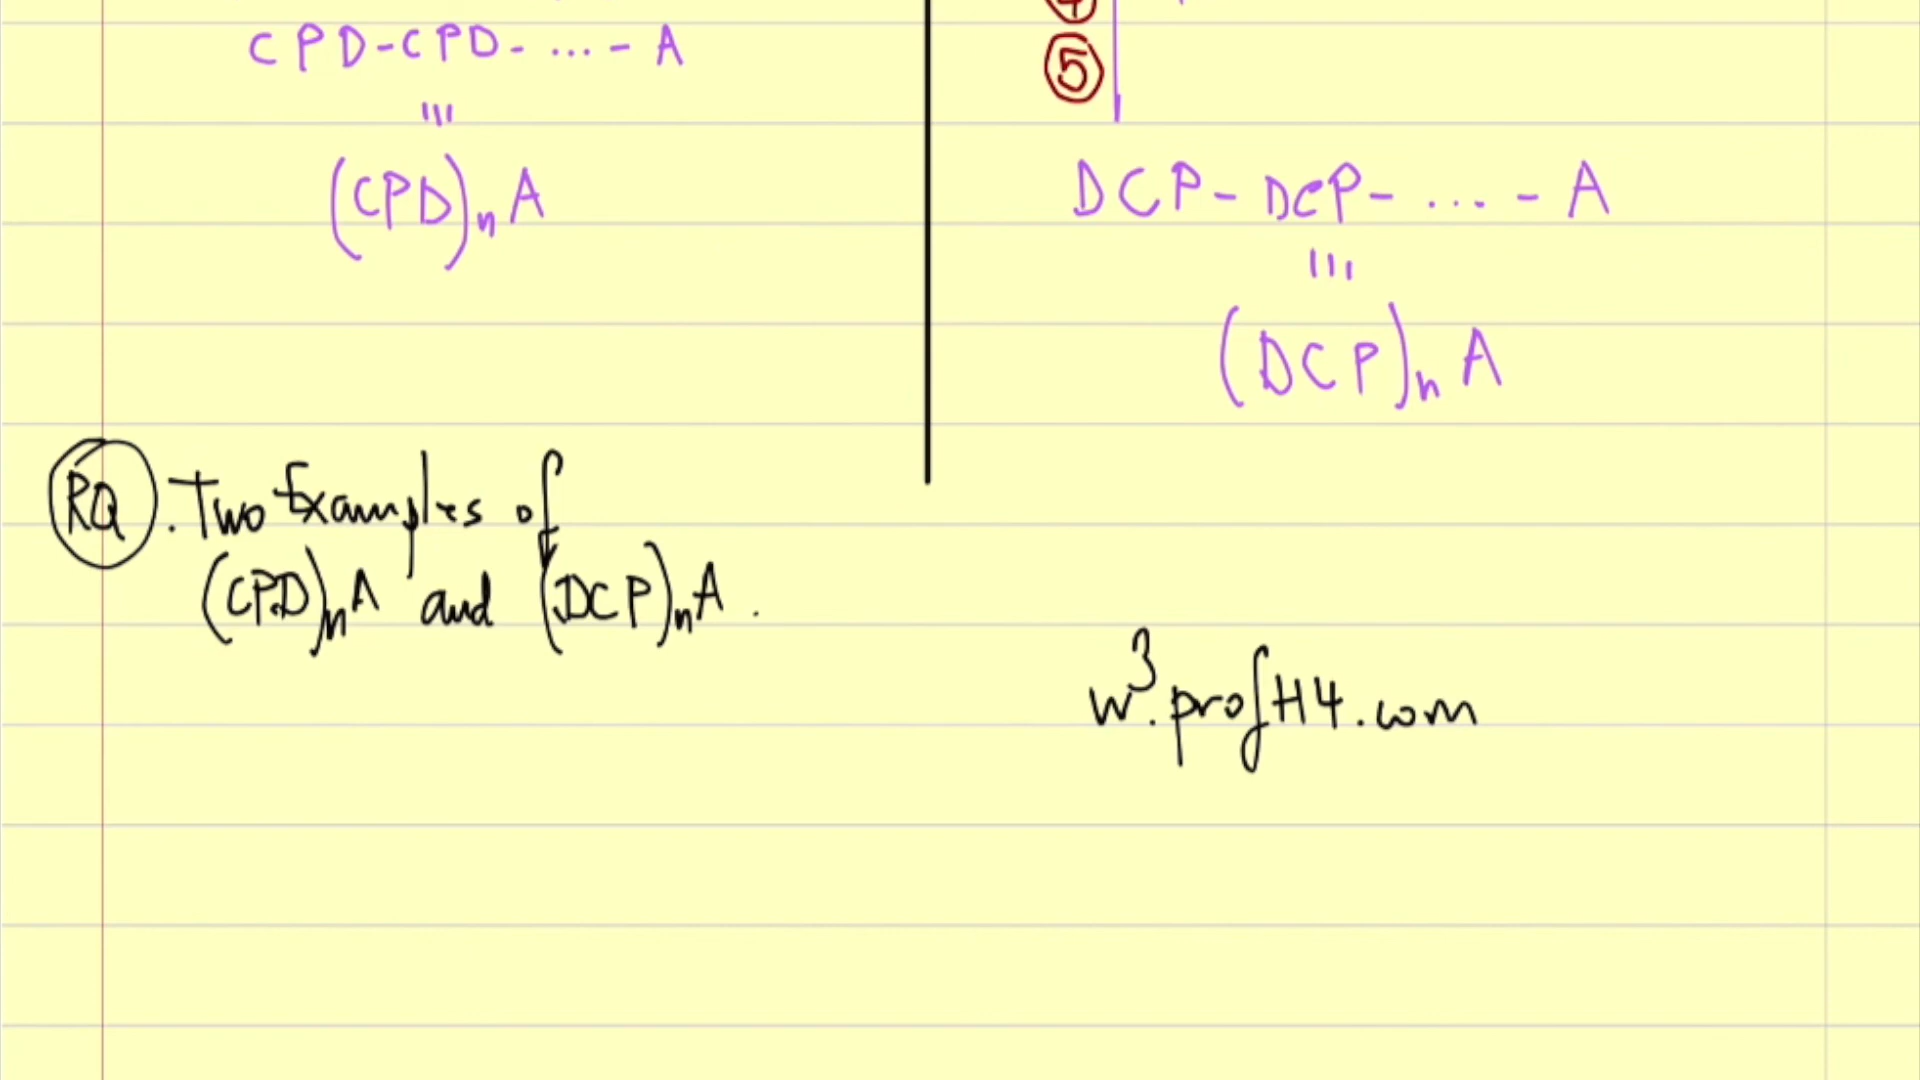 CPD-CPD-...-A
(CPD)nA
⑤
DCP-DCP-....-A
(DCP)nA
RQ. Two Examples of
(CPD)nA and (DCP)nA.
w³.profH4.com